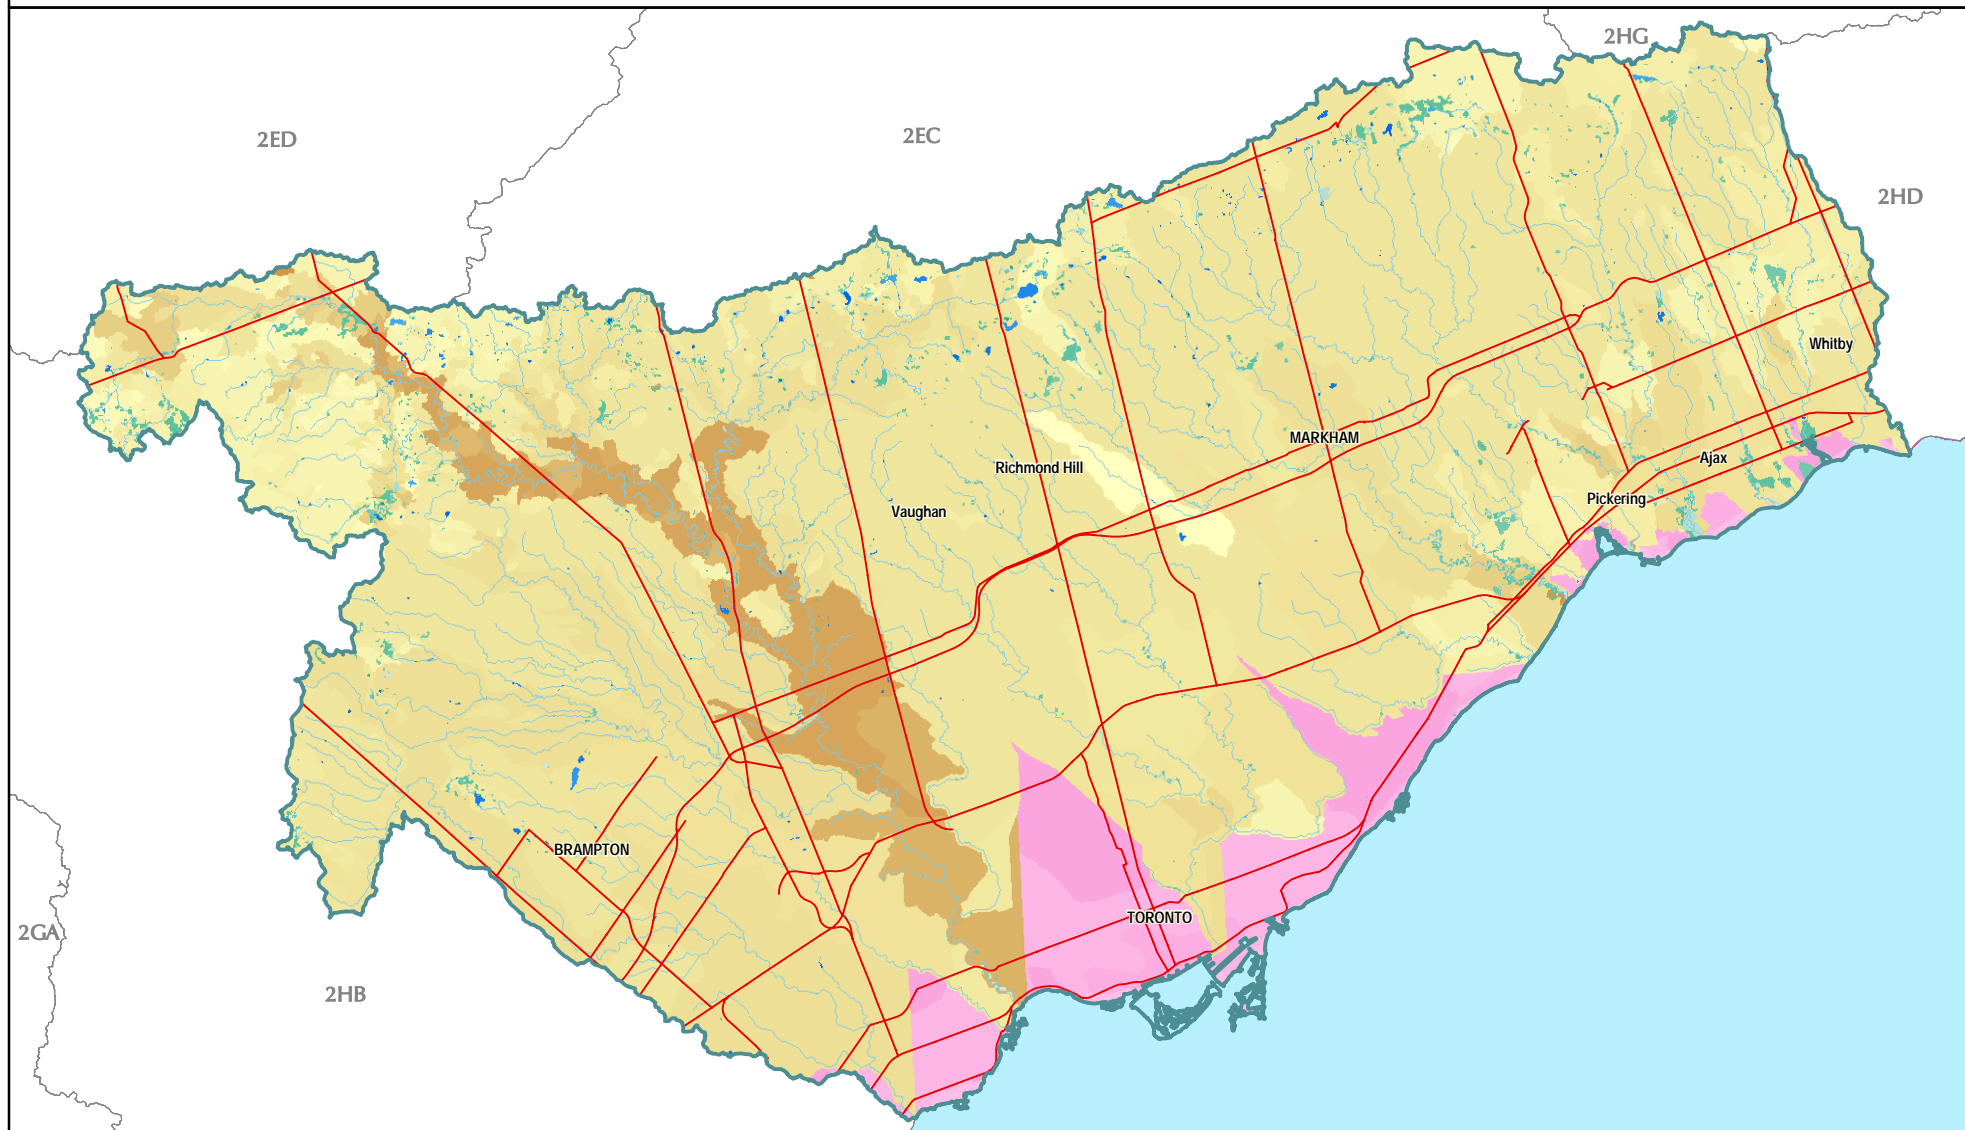 2HG
2ED
2EC
2HD
Whitby
MARKHAM
Ajax
Richmond Hill
Pickering
Vaughan
BRAMPTON
TORONTO
2GA
2HB